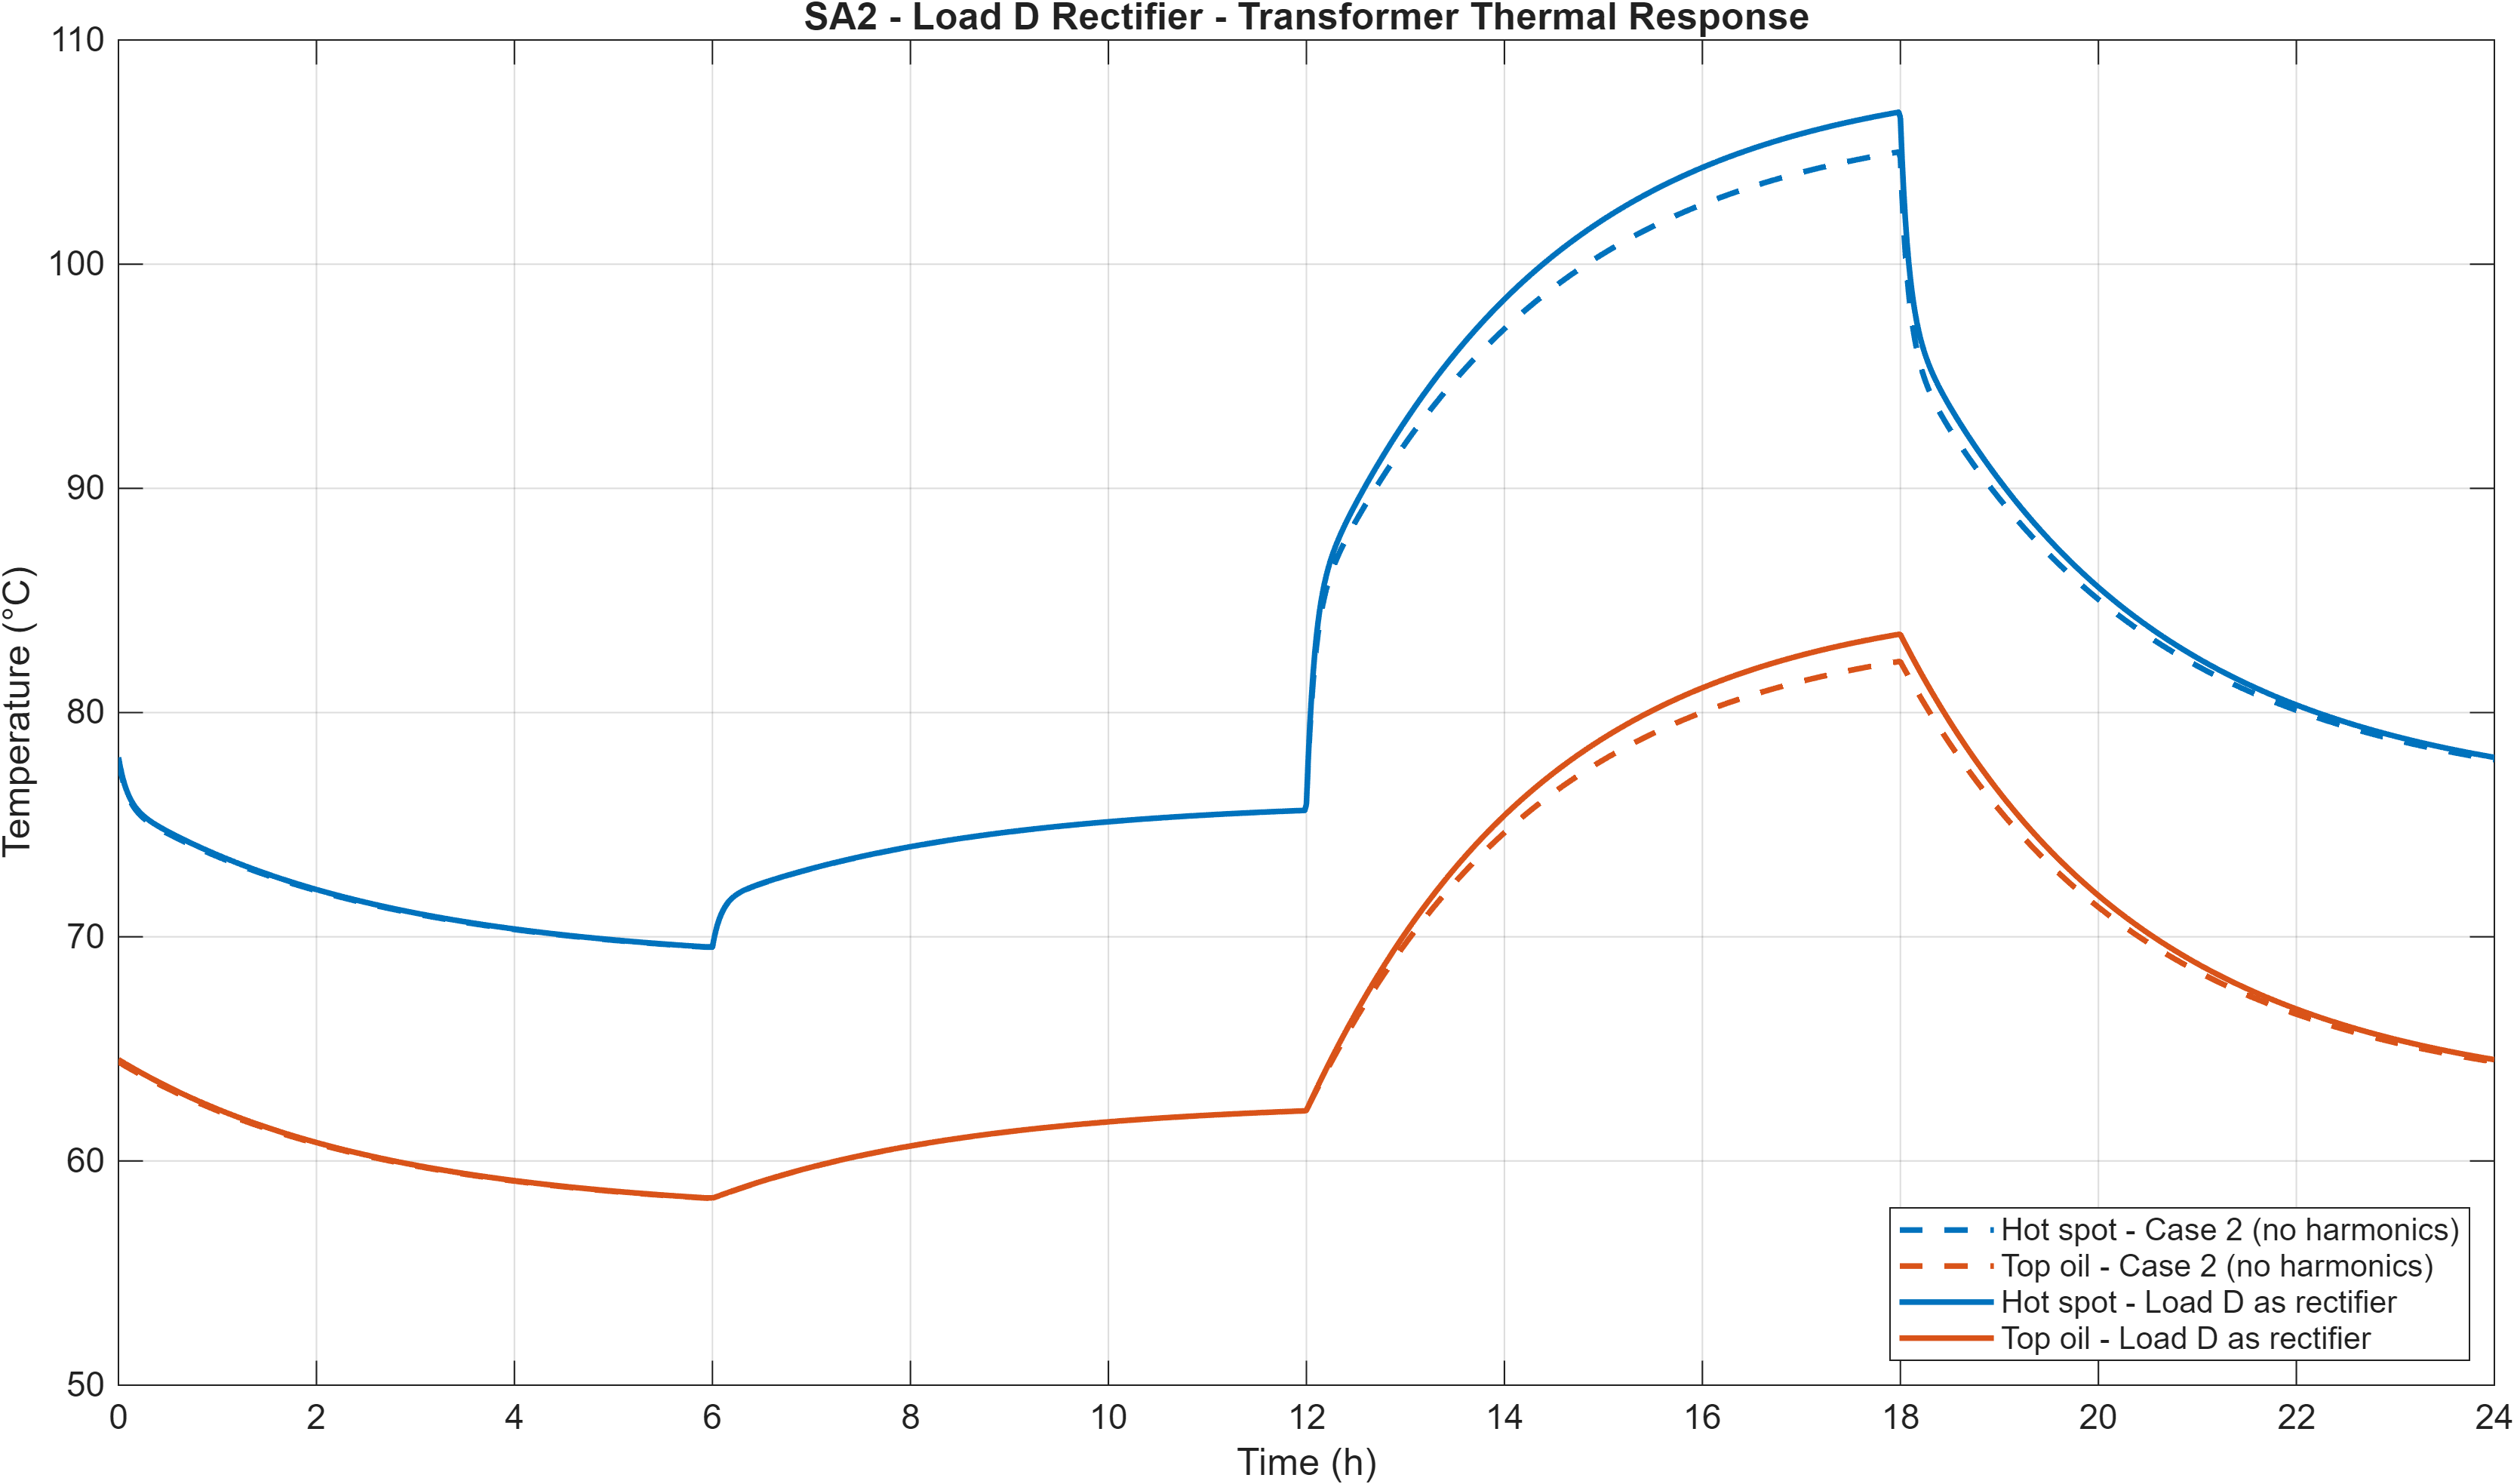 SA2 - Load D Rectifier - Transformer Thermal Response
110
100
90
80
70
60
50
Temperature (°C)
0 2 4 6 8 10 12 14 16 18 20 22 24
Time (h)
Hot spot - Case 2 (no harmonics)
Top oil - Case 2 (no harmonics)
Hot spot - Load D as rectifier
Top oil - Load D as rectifier